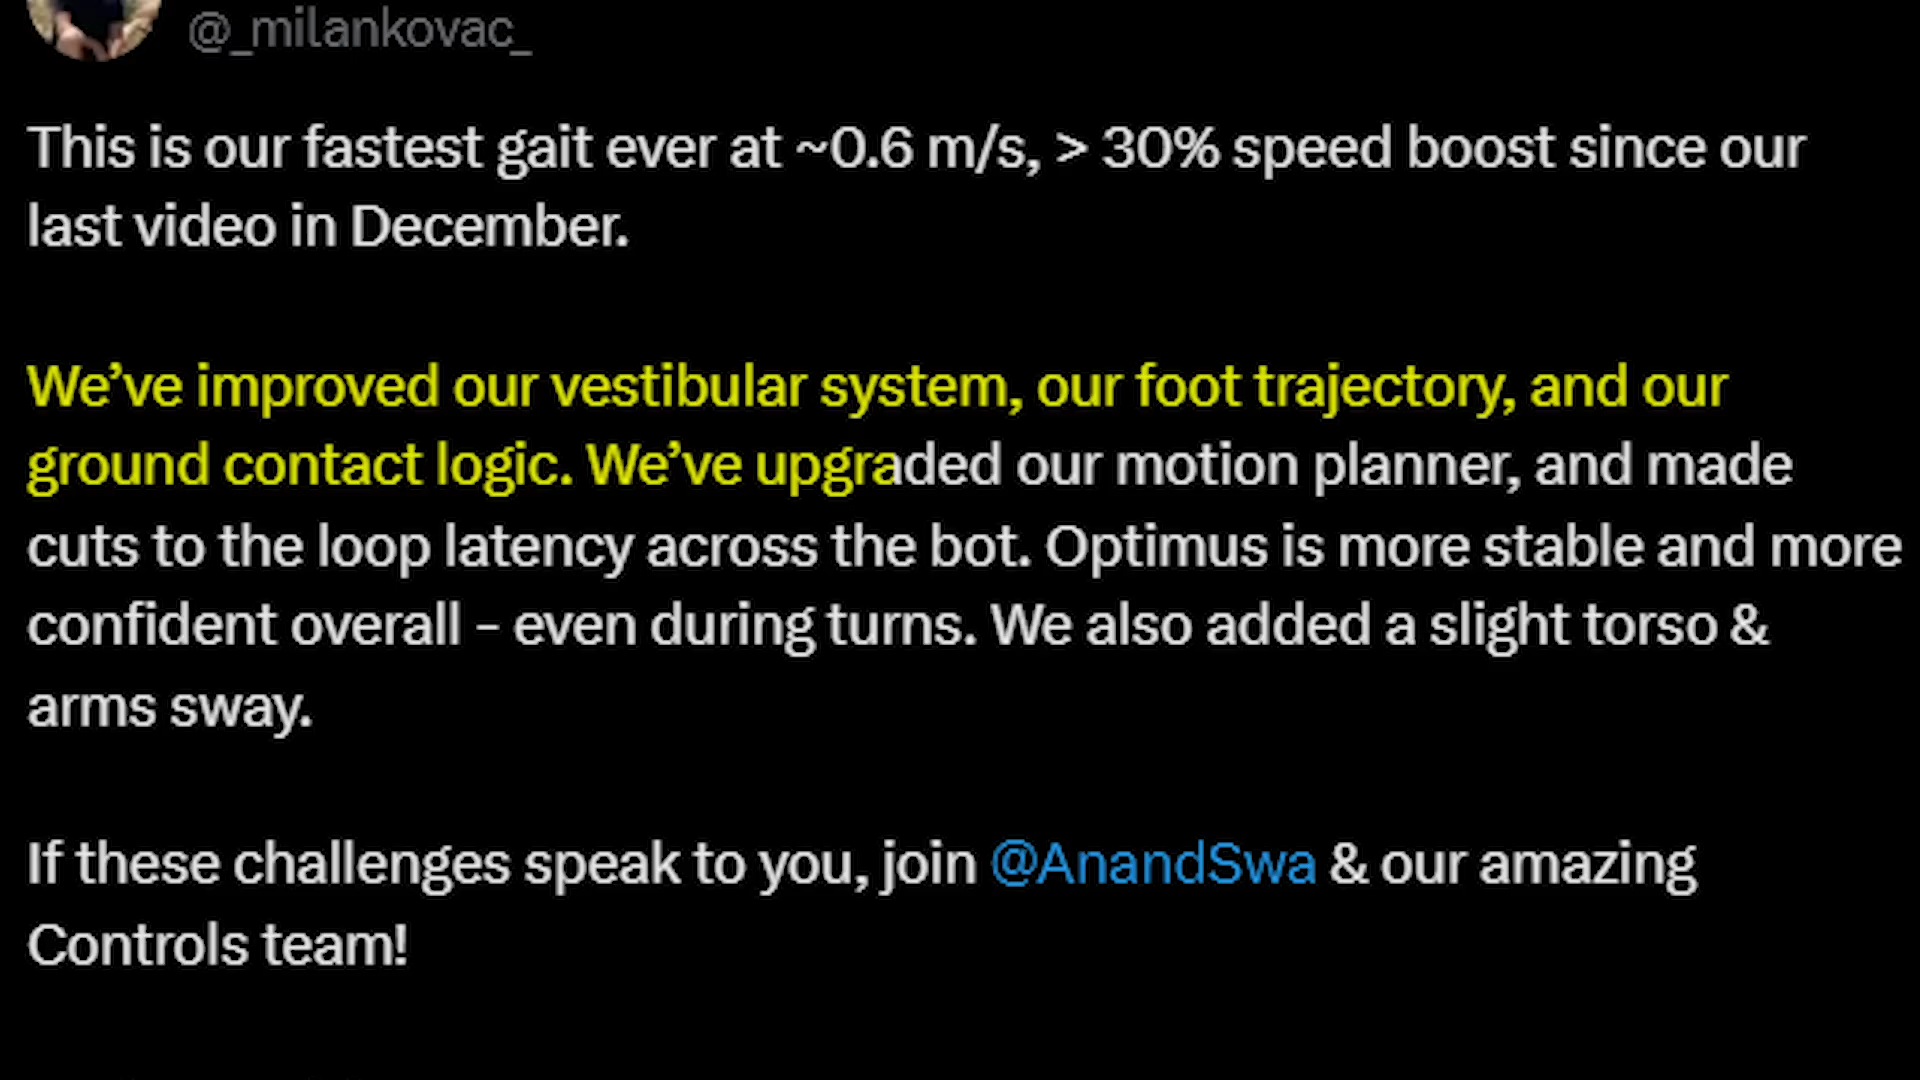 @_milankovac_
This is our fastest gait ever at ~0.6 m/s, > 30% speed boost since our
last video in December.
We’ve improved our vestibular system, our foot trajectory, and our
ground contact logic. We’ve upgraded our motion planner, and made
cuts to the loop latency across the bot. Optimus is more stable and more
confident overall – even during turns. We also added a slight torso &
arms sway.
If these challenges speak to you, join @AnandSwa & our amazing
Controls team!